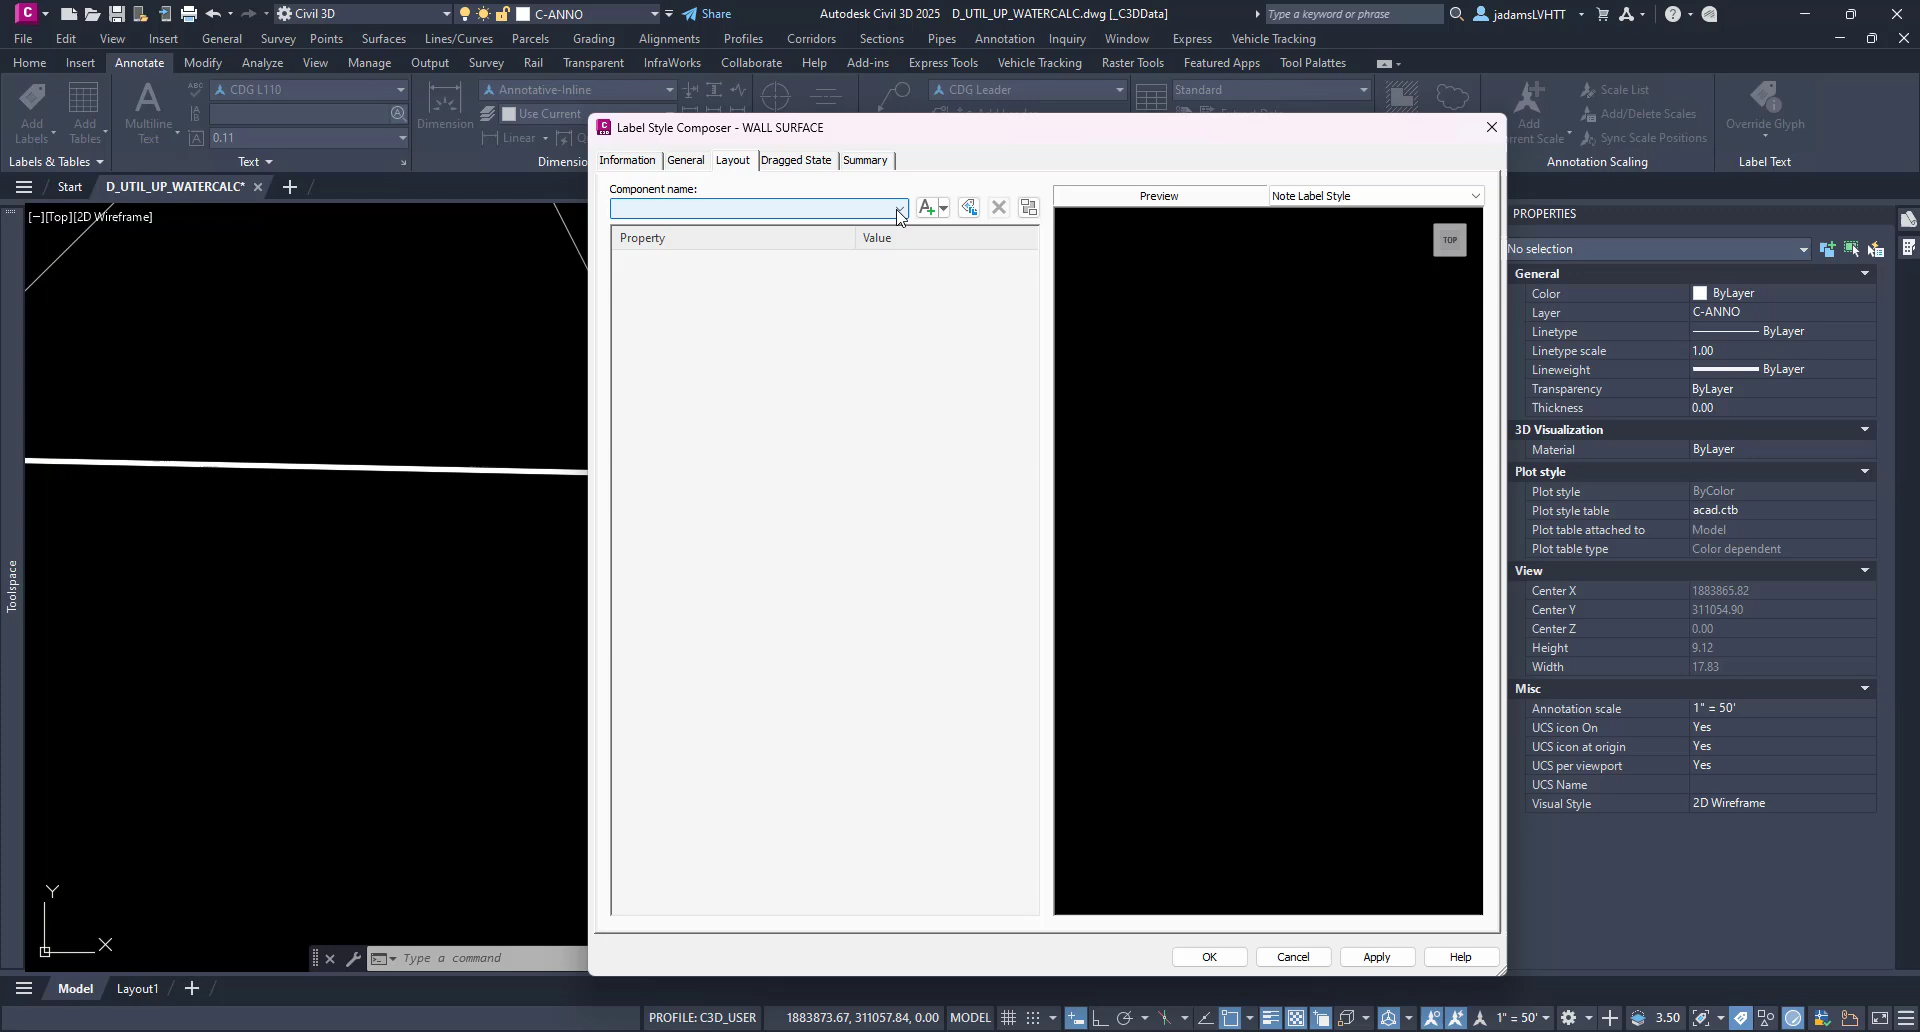 C
Civil 3D
C-ANNO
Share
Autodesk Civil 3D 2025 D_UTIL_UP_WATERCALC.dwg [_C3DData]
Type a keyword or phrase
jadamsLVHTT
File Edit View Insert General Survey Points Surfaces Lines/Curves Parcels Grading Alignments Profiles Corridors Sections Pipes Annotation Inquiry Window Express Vehicle Tracking
Home Insert Annotate Modify Analyze View Manage Output Survey Rail Transparent InfraWorks Collaborate Help Add-ins Express Tools Vehicle Tracking Raster Tools Featured Apps Tool Palettes
Add Labels
Add Tables
Labels & Tables
Multiline Text
CDG L110
0.11
Text
Dimension
Annotative-Inline
Use Current
Linear
CDG Leader
Standard
Add
Scale List
Add/Delete Scales
Sync Scale Positions
Annotation Scaling
Override Glyph
Label Text
Start
D_UTIL_UP_WATERCALC*
[−][Top][2D Wireframe]
Toolspace
Y
X
Label Style Composer - WALL SURFACE
Information General Layout Dragged State Summary
Component name:
Property Value
Preview
Note Label Style
TOP
OK Cancel Apply Help
PROPERTIES
No selection
General
Color ByLayer
Layer C-ANNO
Linetype ByLayer
Linetype scale 1.00
Lineweight ByLayer
Transparency ByLayer
Thickness 0.00
3D Visualization
Material ByLayer
Plot style
Plot style ByColor
Plot style table acad.ctb
Plot table attached to Model
Plot table type Color dependent
View
Center X 1883865.82
Center Y 311054.90
Center Z 0.00
Height 9.12
Width 17.83
Misc
Annotation scale 1" = 50'
UCS icon On Yes
UCS icon at origin Yes
UCS per viewport Yes
UCS Name
Visual Style 2D Wireframe
Type a command
Model Layout1
PROFILE: C3D_USER 1883873.67, 311057.84, 0.00 MODEL 1" = 50' 3.50